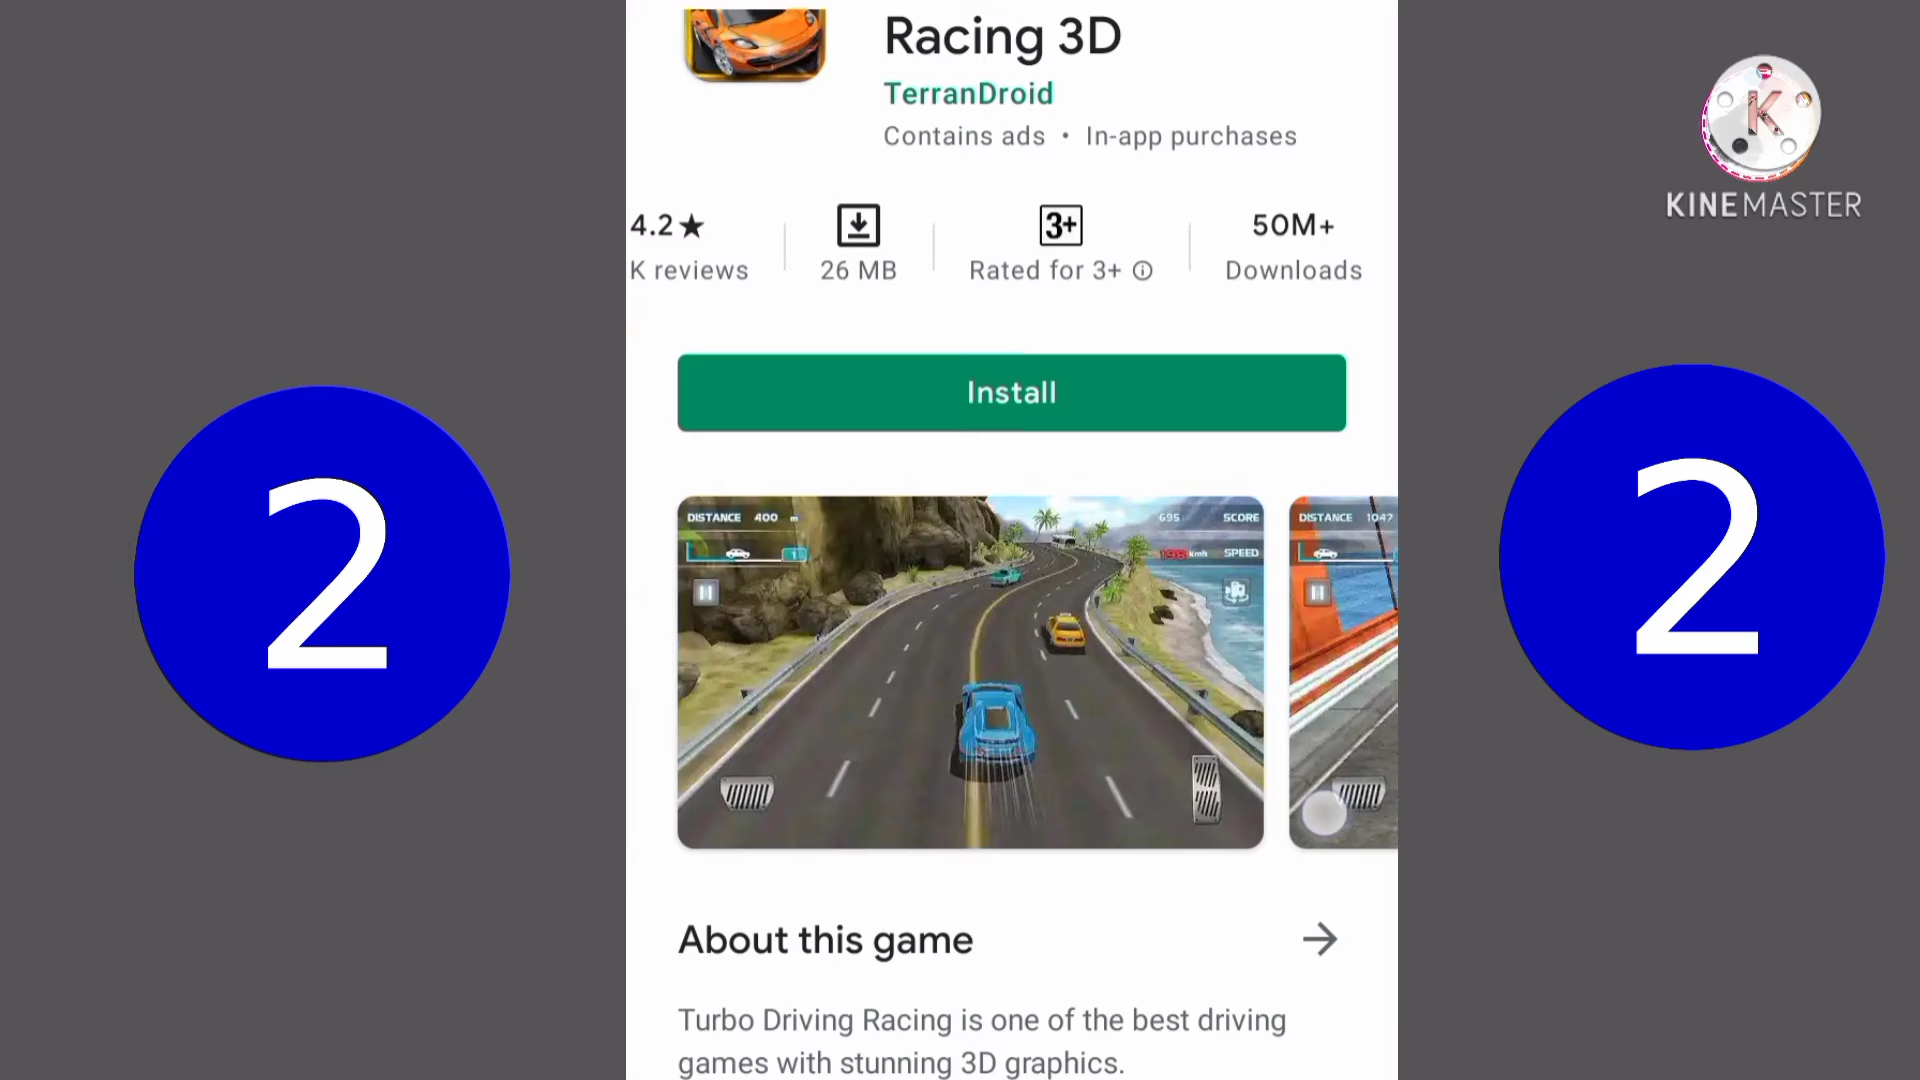 Racing 3D
TerranDroid
Contains ads • In-app purchases
4.2★
K reviews
26 MB
3+
Rated for 3+
50M+
Downloads
Install
DISTANCE 400 m
695 SCORE
1
kmh SPEED
DISTANCE 1047
About this game
Turbo Driving Racing is one of the best driving
games with stunning 3D graphics.
2
2
K
KINEMASTER